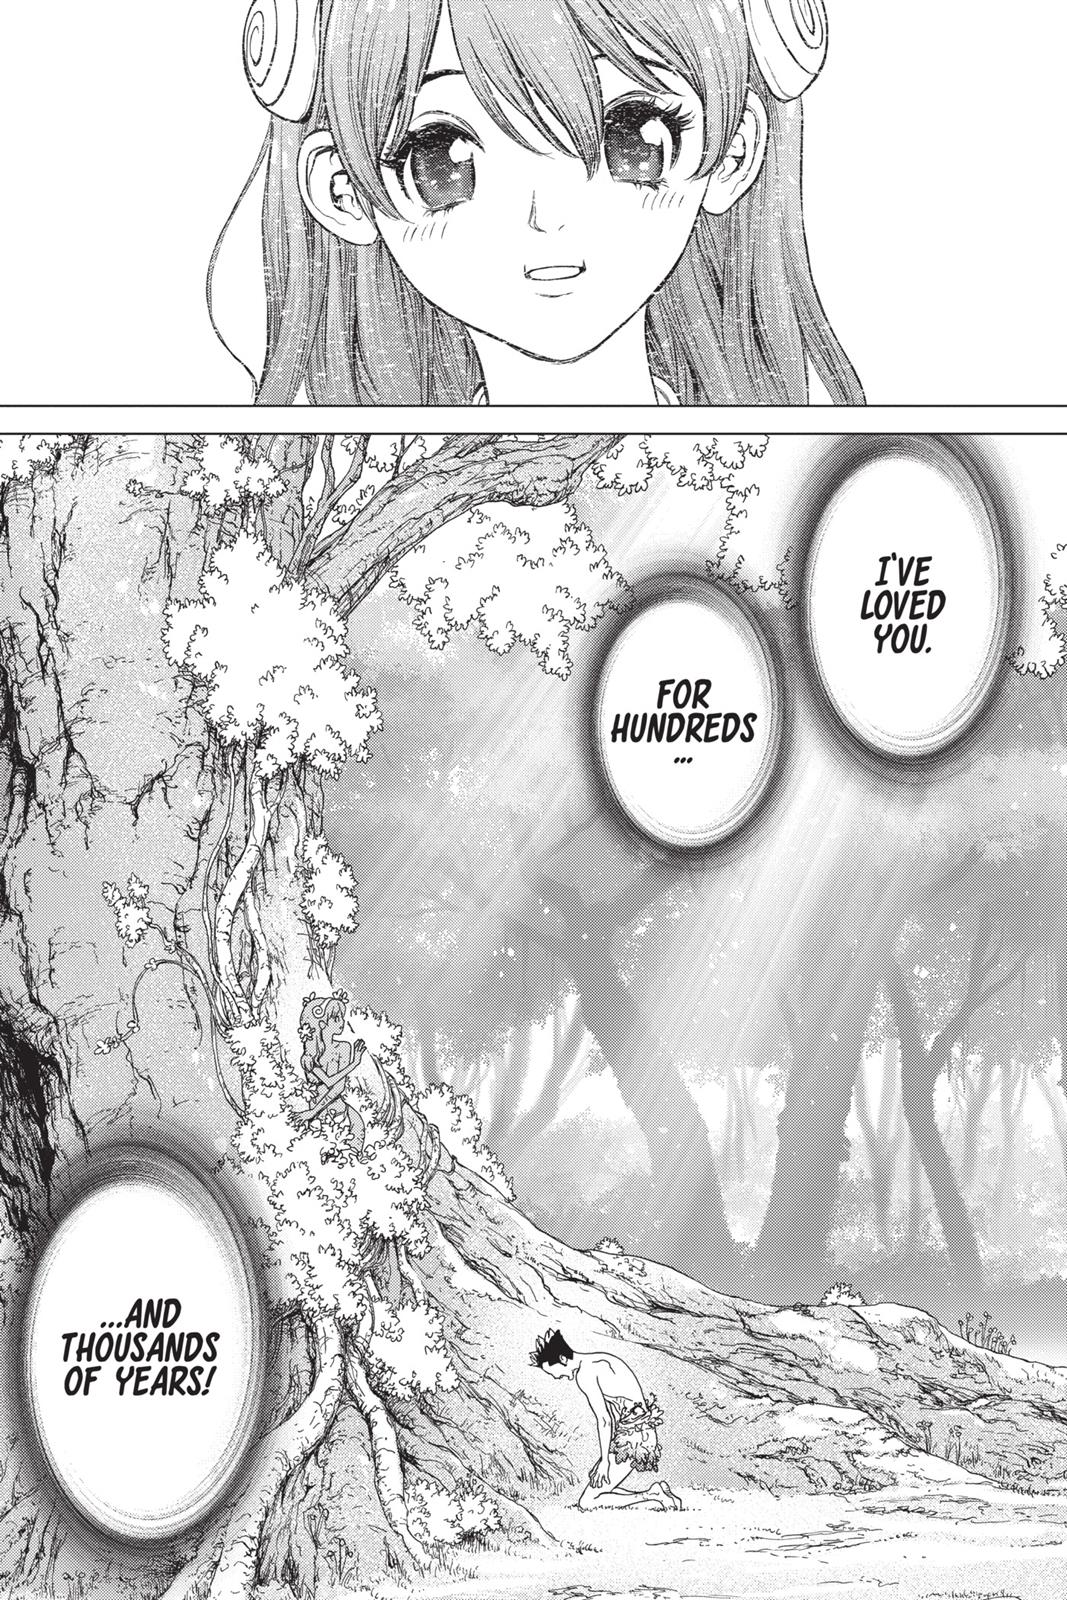 I'VE
LOVED
YOU.
FOR
HUNDREDS
...
...AND
THOUSANDS
OF YEARS!